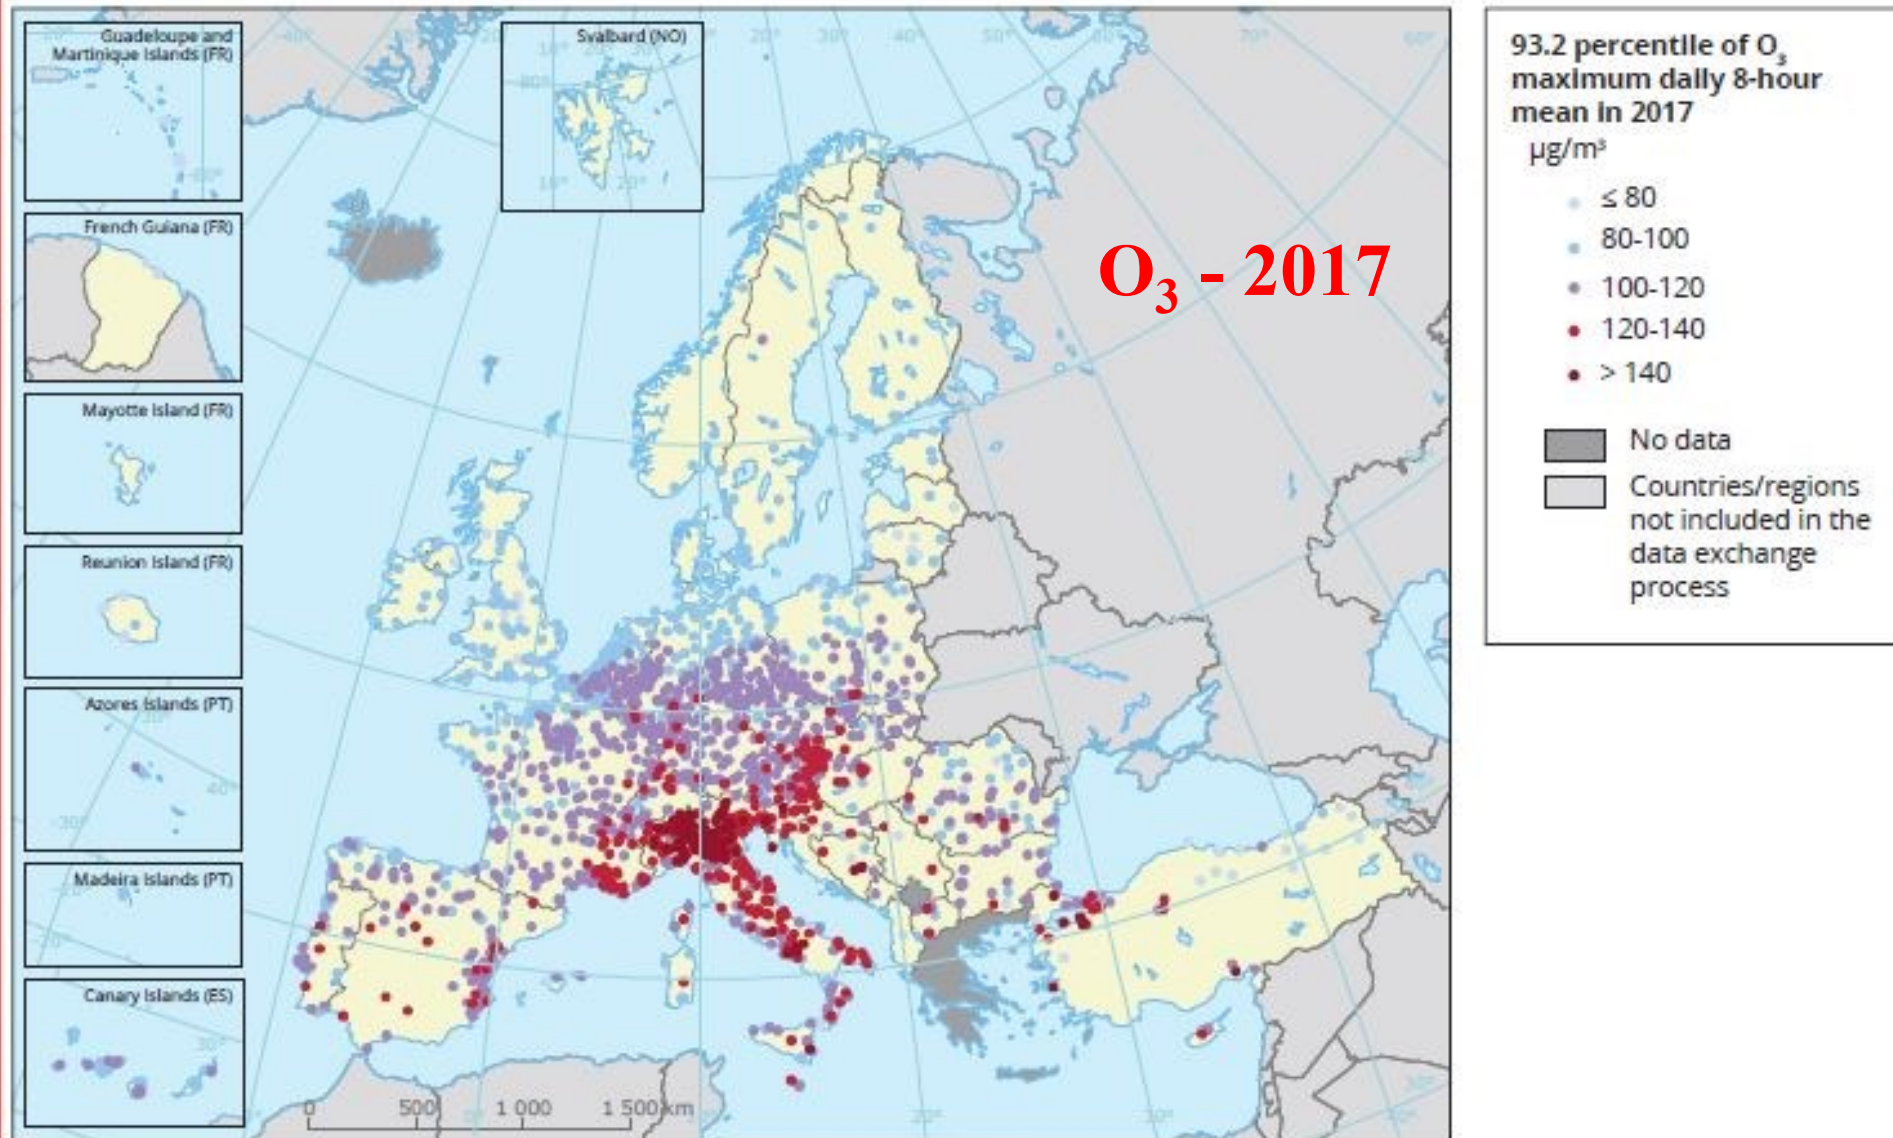 Guadeloupe and
Martinique Islands (FR)
Svalbard (NO)
French Guiana (FR)
Mayotte Island (FR)
Reunion Island (FR)
Azores Islands (PT)
Madeira Islands (PT)
Canary Islands (ES)
O₃ - 2017
0 500 1 000 1 500 km
93.2 percentile of O₃
maximum daily 8-hour
mean in 2017
µg/m³
≤ 80
80-100
100-120
120-140
> 140
No data
Countries/regions
not included in the
data exchange
process